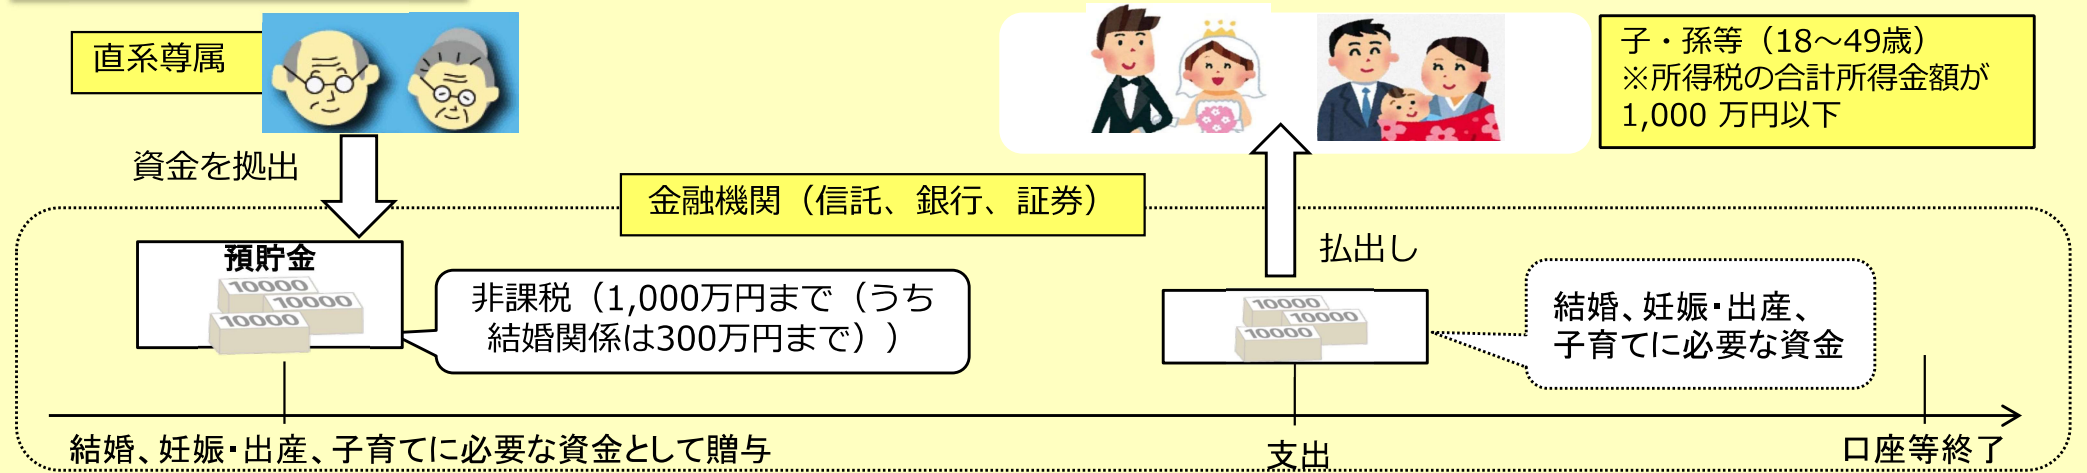 直系尊属
子・孫等（18～49歳）
※所得税の合計所得金額が
1,000 万円以下
資金を拠出
金融機関（信託、銀行、証券）
払出し
預貯金
10000
10000
10000
非課税（1,000万円まで（うち
結婚関係は300万円まで））
10000
10000
10000
結婚、妊娠・出産、
子育てに必要な資金
結婚、妊娠・出産、子育てに必要な資金として贈与
支出
口座等終了